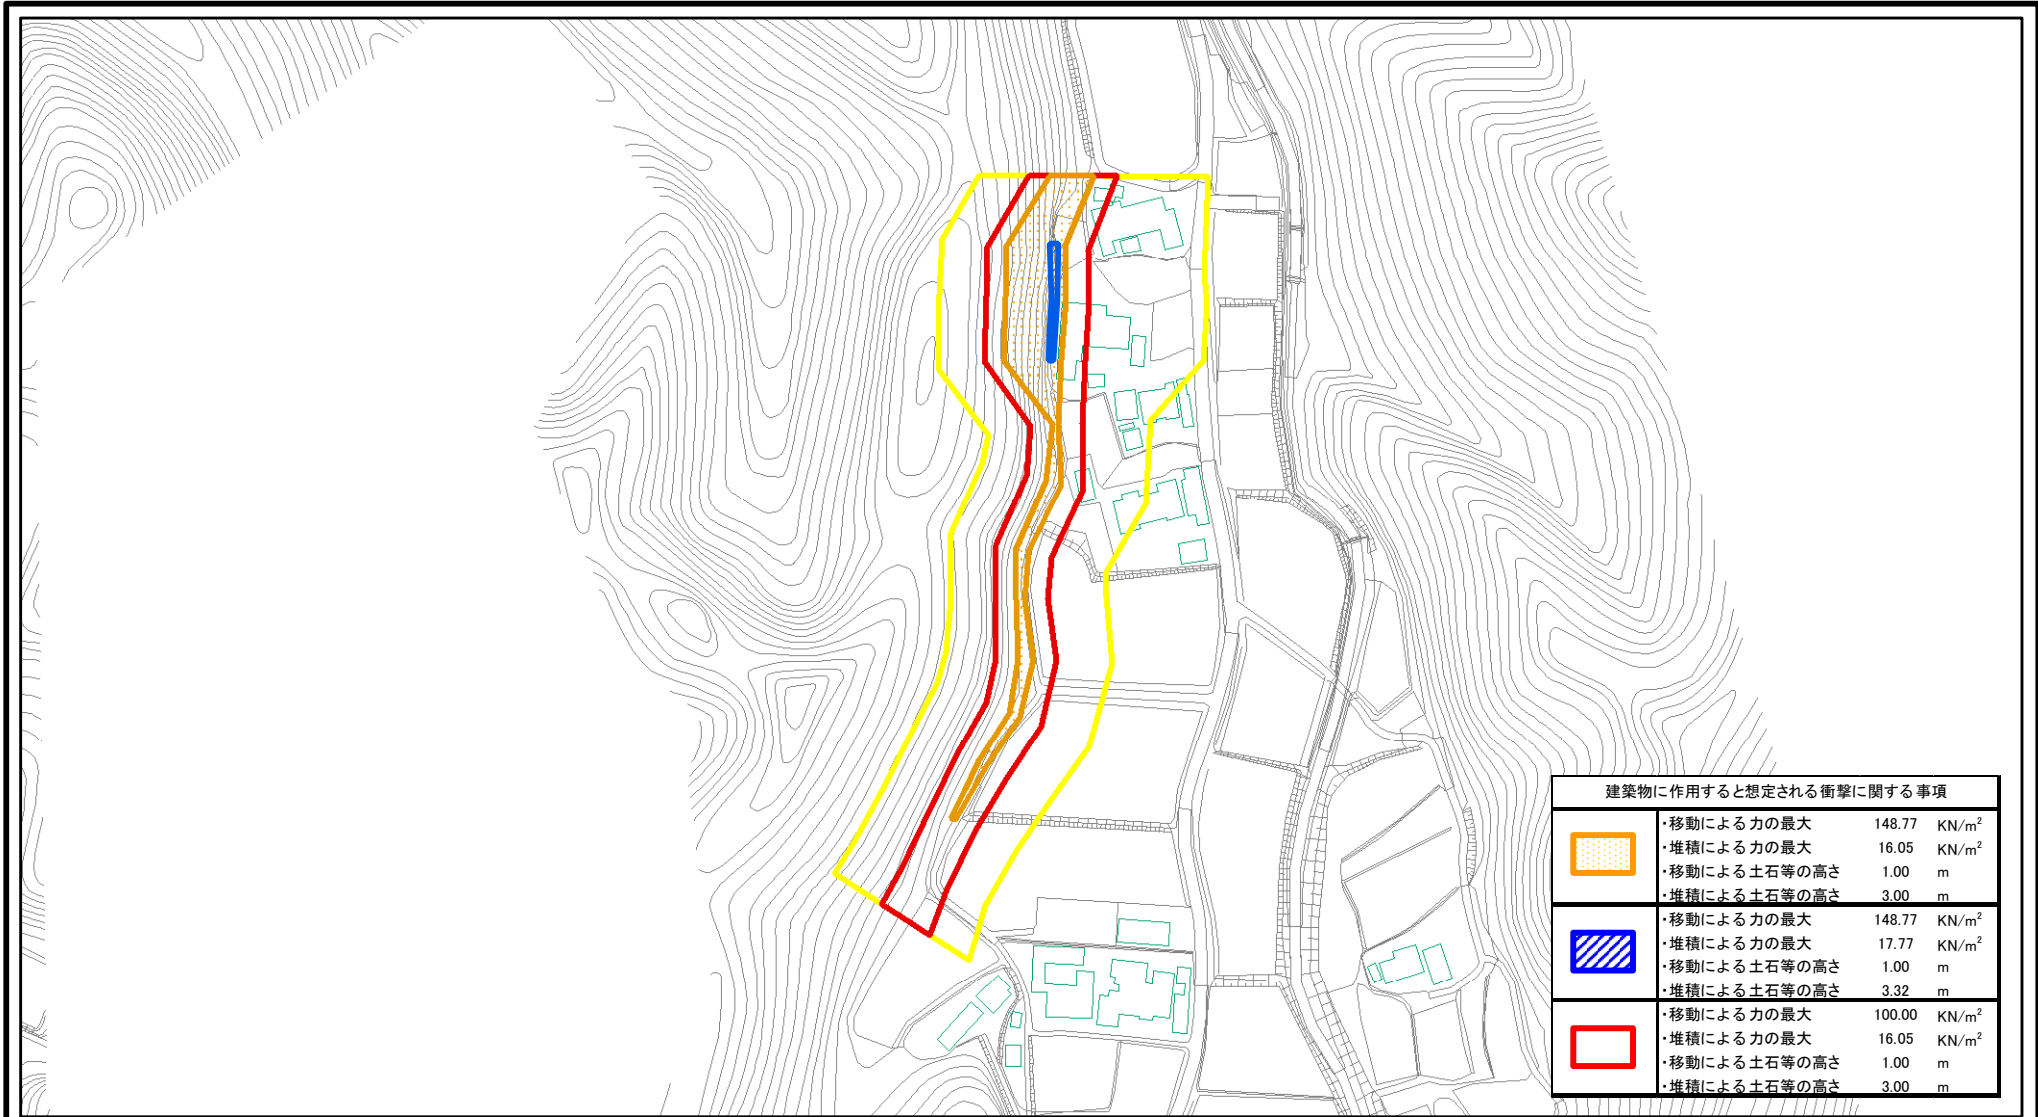 建築物に作用すると想定される衝撃に関する事項
・移動による力の最大 148.77 KN/m²
・堆積による力の最大 16.05 KN/m²
・移動による土石等の高さ 1.00 m
・堆積による土石等の高さ 3.00 m
・移動による力の最大 148.77 KN/m²
・堆積による力の最大 17.77 KN/m²
・移動による土石等の高さ 1.00 m
・堆積による土石等の高さ 3.32 m
・移動による力の最大 100.00 KN/m²
・堆積による力の最大 16.05 KN/m²
・移動による土石等の高さ 1.00 m
・堆積による土石等の高さ 3.00 m